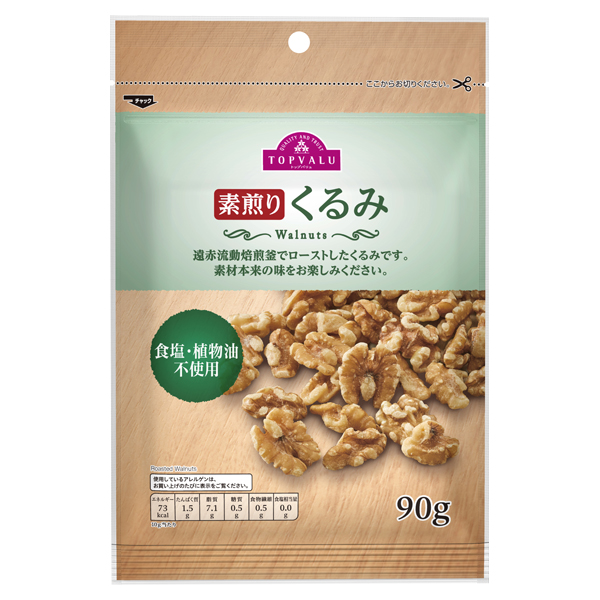 ここからお切りください。
チャック
QUALITY AND TRUST
TOPVALU
トップバリュ
素煎り くるみ
Walnuts
遠赤流動焙煎釜でローストしたくるみです。
素材本来の味をお楽しみください。
食塩・植物油
不使用
Roasted Walnuts
使用しているアレルゲンは、
お買い上げのたびに表示をご覧ください。
エネルギー たんぱく質 脂質 糖質 食物繊維 食塩相当量
73 kcal 1.5 g 7.1 g 0.5 g 0.5 g 0.0 g
10g当たり
90g